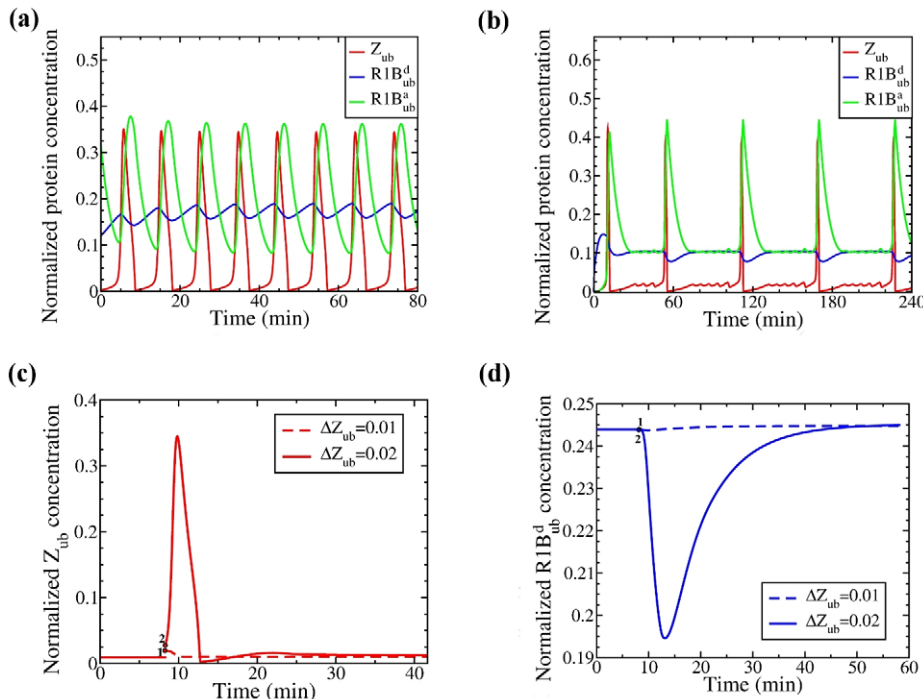 (a)
Normalized protein concentration
0.5
0.4
0.3
0.2
0.1
0
0 20 40 60 80
Time (min)
Z_ub
R1B^d_ub
R1B^a_ub
(b)
Normalized protein concentration
0.6
0.5
0.4
0.3
0.2
0.1
0
0 60 120 180 240
Time (min)
Z_ub
R1B^d_ub
R1B^a_ub
(c)
Normalized Z_ub concentration
0.4
0.3
0.2
0.1
0
0 10 20 30 40
Time (min)
ΔZ_ub=0.01
ΔZ_ub=0.02
2
1
(d)
Normalized R1B^d_ub concentration
0.25
0.24
0.23
0.22
0.21
0.2
0.19
0 10 20 30 40 50 60
Time (min)
1
2
ΔZ_ub=0.01
ΔZ_ub=0.02